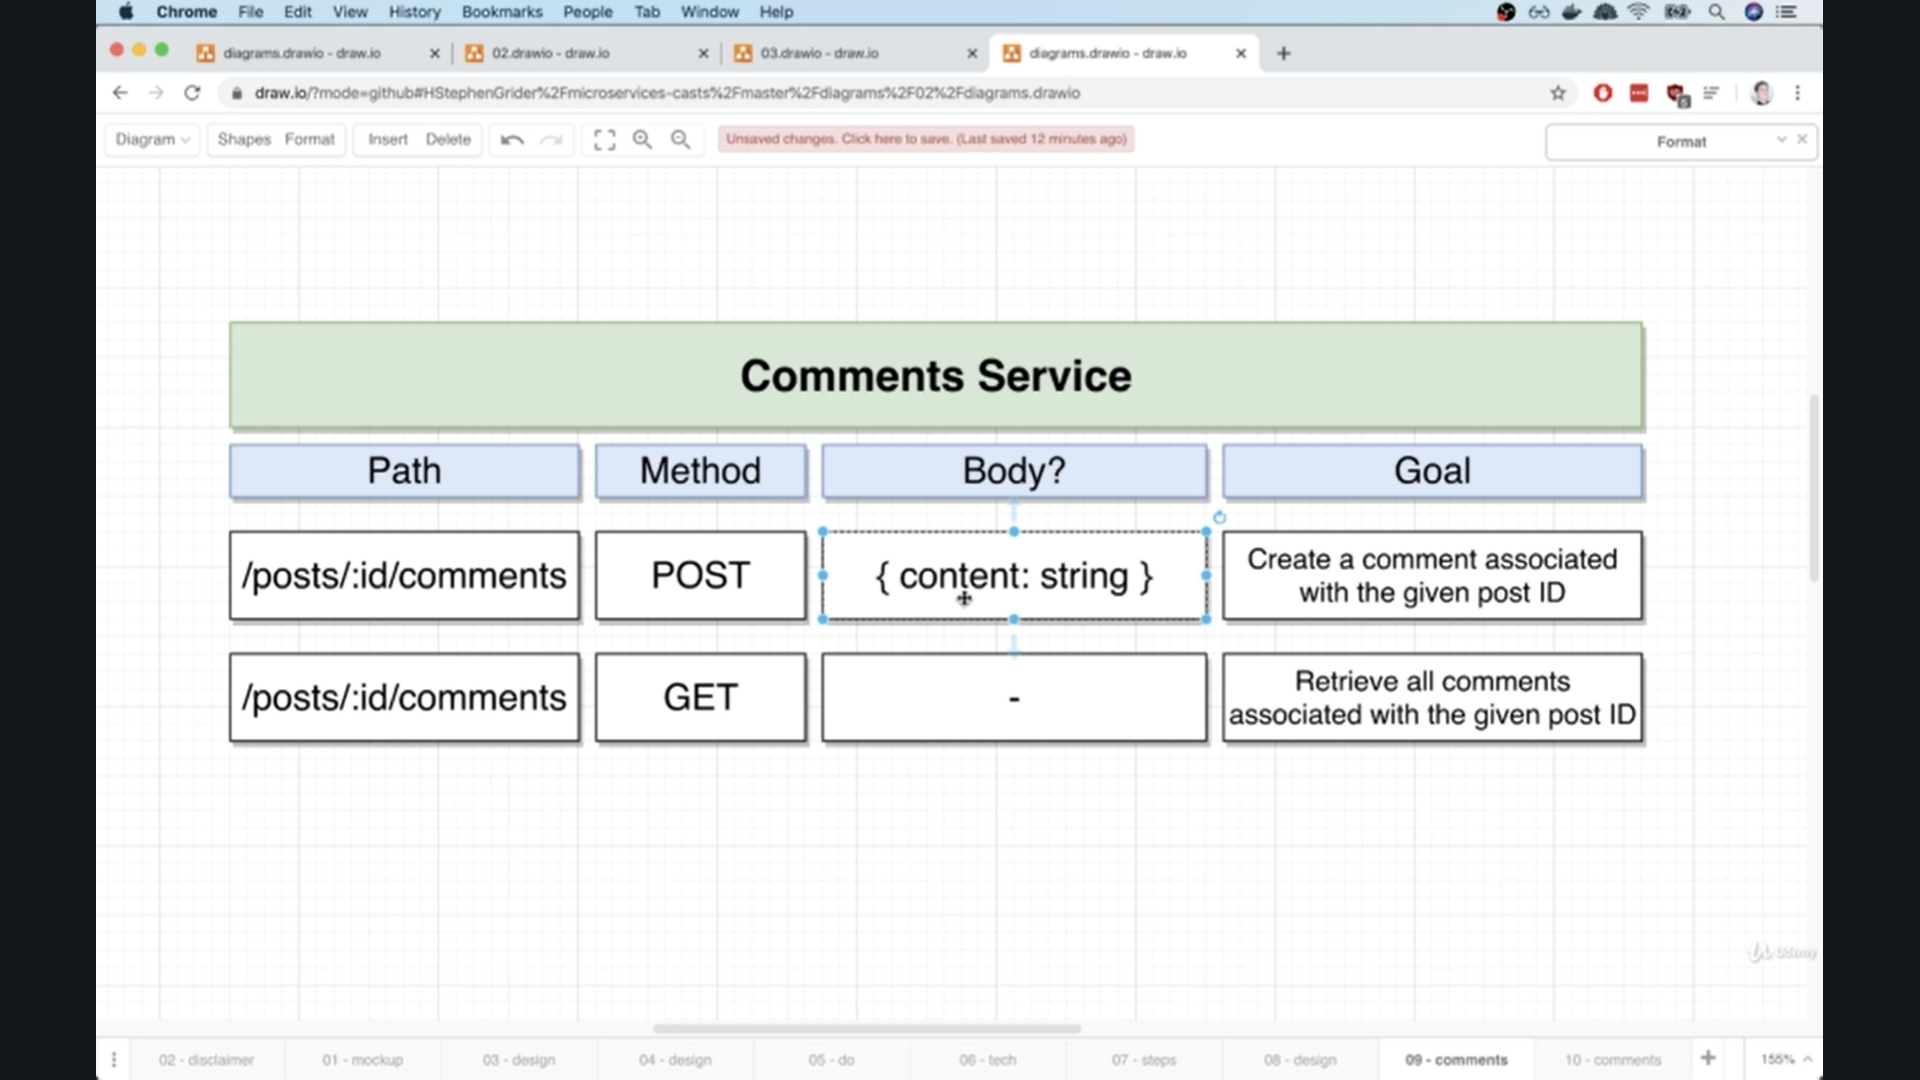 Chrome File Edit View History Bookmarks People Tab Window Help
diagrams.drawio - draw.io
02.drawio - draw.io
03.drawio - draw.io
diagrams.drawio - draw.io
draw.io/?mode=github#HStephenGrider%2Fmicroservices-casts%2Fmaster%2Fdiagrams%2F02%2Fdiagrams.drawio
Diagram Shapes Format Insert Delete
Unsaved changes. Click here to save. (Last saved 12 minutes ago)
Format
Comments Service
Path Method Body? Goal
/posts/:id/comments POST { content: string }
Create a comment associated
with the given post ID
/posts/:id/comments GET -
Retrieve all comments
associated with the given post ID
Udemy
02 - disclaimer 01 - mockup 03 - design 04 - design 05 - do 06 - tech 07 - steps 08 - design 09 - comments 10 - comments 155%